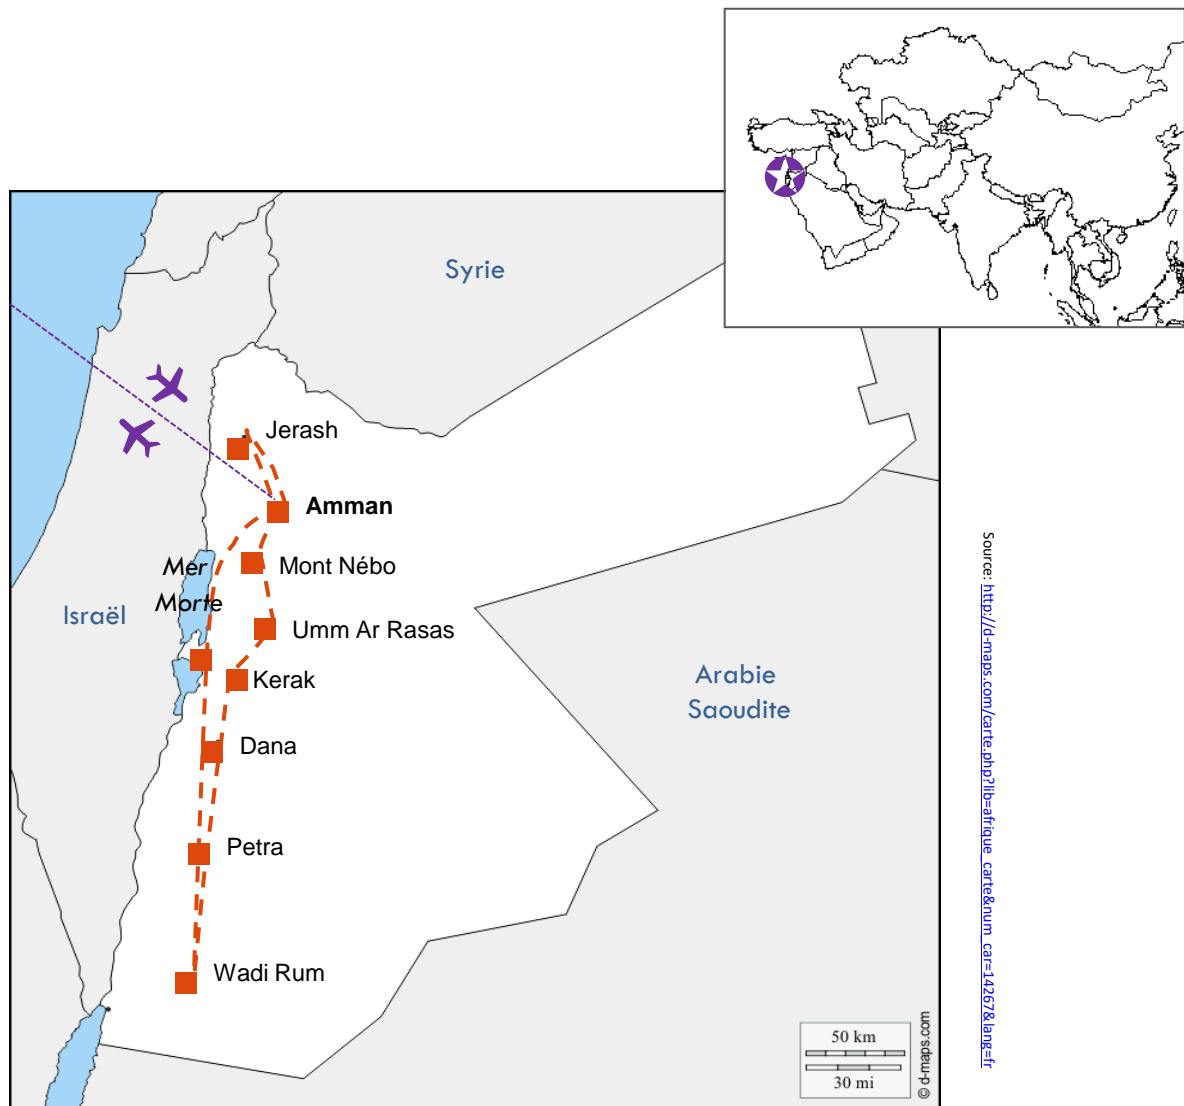 Syrie
Jerash
Amman
Mer
Morte
Mont Nébo
Israël
Umm Ar Rasas
Kerak
Arabie
Saoudite
Dana
Petra
Wadi Rum
50 km
30 mi
© d-maps.com
Source: http://d-maps.com/carte.php?lib=afrique_carte&num_car=14267&lang=fr